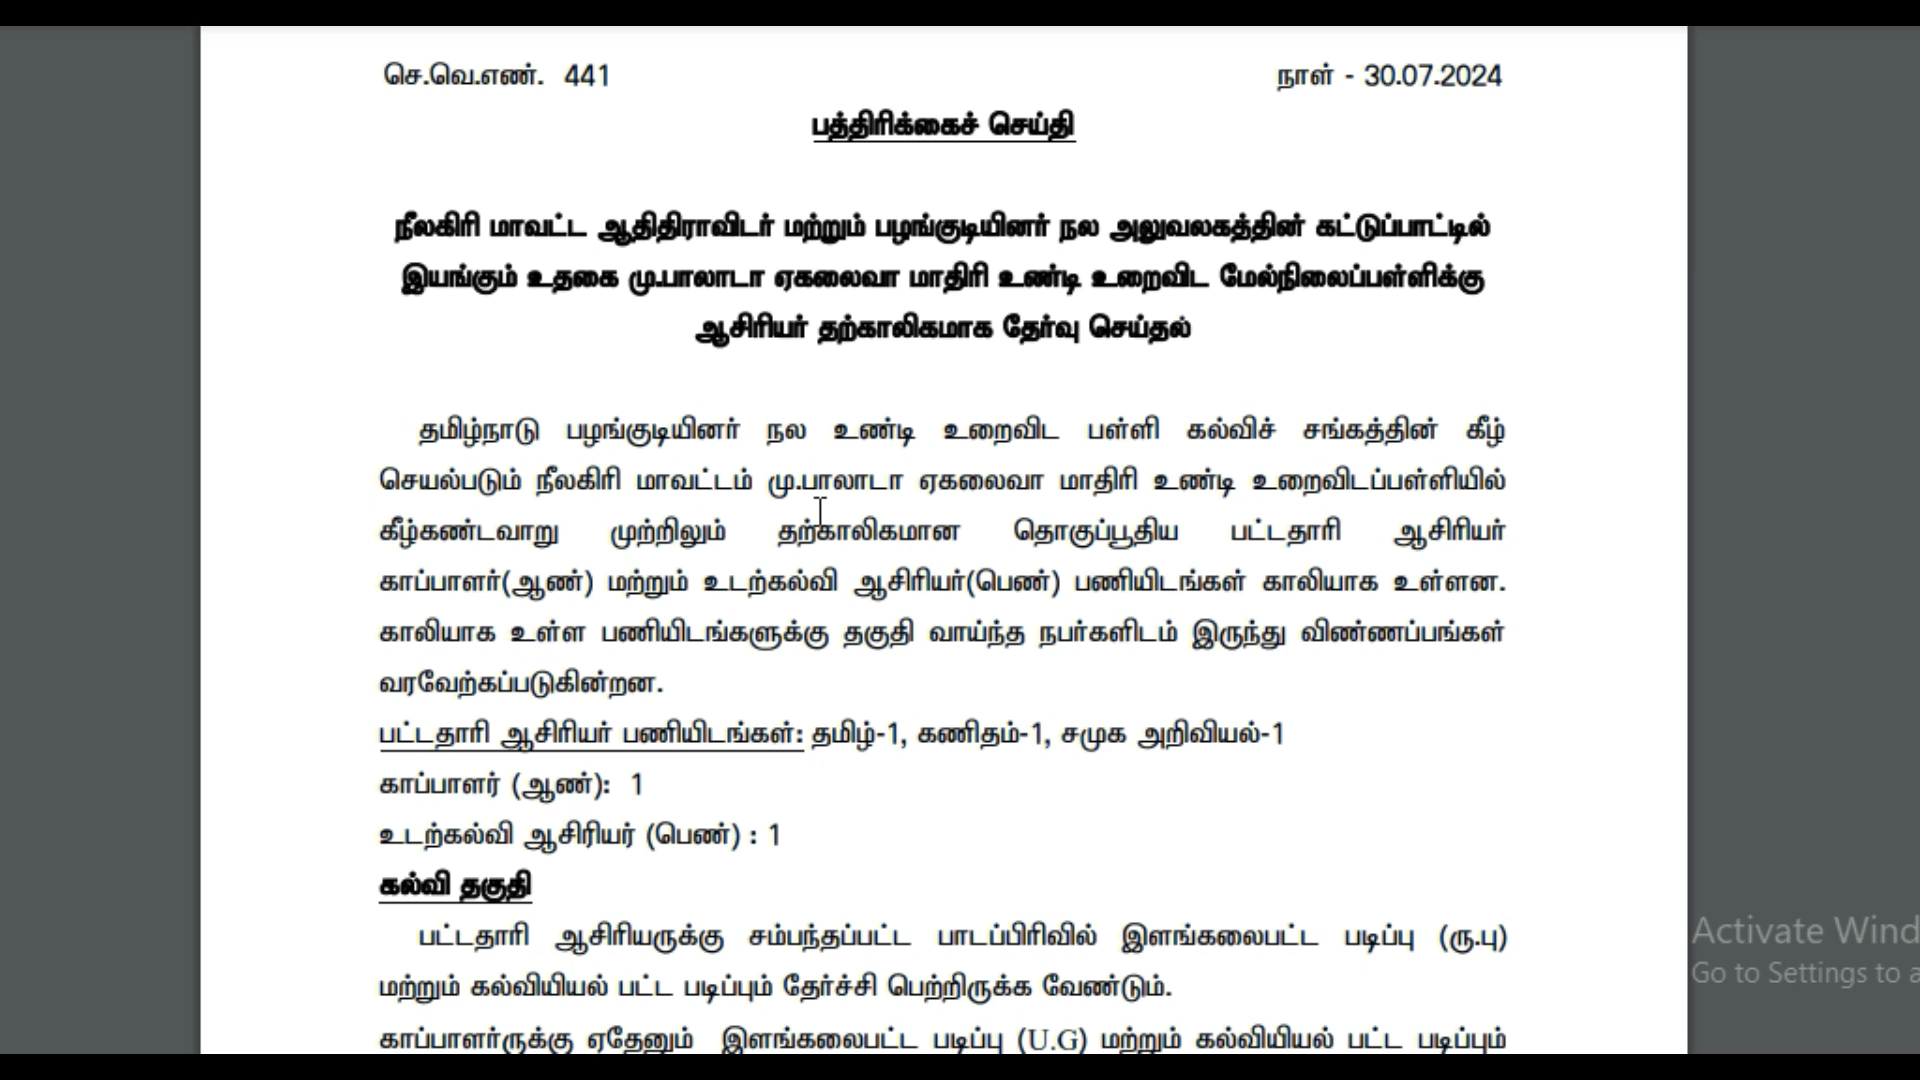 செ.வெ.எண். 441
நாள் - 30.07.2024
பத்திரிக்கைச் செய்தி
நீலகிரி மாவட்ட ஆதிதிராவிடர் மற்றும் பழங்குடியினர் நல அலுவலகத்தின் கட்டுப்பாட்டில்
இயங்கும் உதகை மு.பாலாடா ஏகலைவா மாதிரி உண்டி உறைவிட மேல்நிலைப்பள்ளிக்கு
ஆசிரியர் தற்காலிகமாக தேர்வு செய்தல்
தமிழ்நாடு பழங்குடியினர் நல உண்டி உறைவிட பள்ளி கல்விச் சங்கத்தின் கீழ்
செயல்படும் நீலகிரி மாவட்டம் மு.பாலாடா ஏகலைவா மாதிரி உண்டி உறைவிடப்பள்ளியில்
கீழ்கண்டவாறு முற்றிலும் தற்காலிகமான தொகுப்பூதிய பட்டதாரி ஆசிரியர்
காப்பாளர்(ஆண்) மற்றும் உடற்கல்வி ஆசிரியர்(பெண்) பணியிடங்கள் காலியாக உள்ளன.
காலியாக உள்ள பணியிடங்களுக்கு தகுதி வாய்ந்த நபர்களிடம் இருந்து விண்ணப்பங்கள்
வரவேற்கப்படுகின்றன.
பட்டதாரி ஆசிரியர் பணியிடங்கள்: தமிழ்-1, கணிதம்-1, சமுக அறிவியல்-1
காப்பாளர் (ஆண்): 1
உடற்கல்வி ஆசிரியர் (பெண்) : 1
கல்வி தகுதி
பட்டதாரி ஆசிரியருக்கு சம்பந்தப்பட்ட பாடப்பிரிவில் இளங்கலைபட்ட படிப்பு (ரு.பு)
மற்றும் கல்வியியல் பட்ட படிப்பும் தேர்ச்சி பெற்றிருக்க வேண்டும்.
காப்பாளர்ருக்கு ஏதேனும் இளங்கலைபட்ட படிப்பு (U.G) மற்றும் கல்வியியல் பட்ட படிப்பும்
Activate Wind
Go to Settings to a